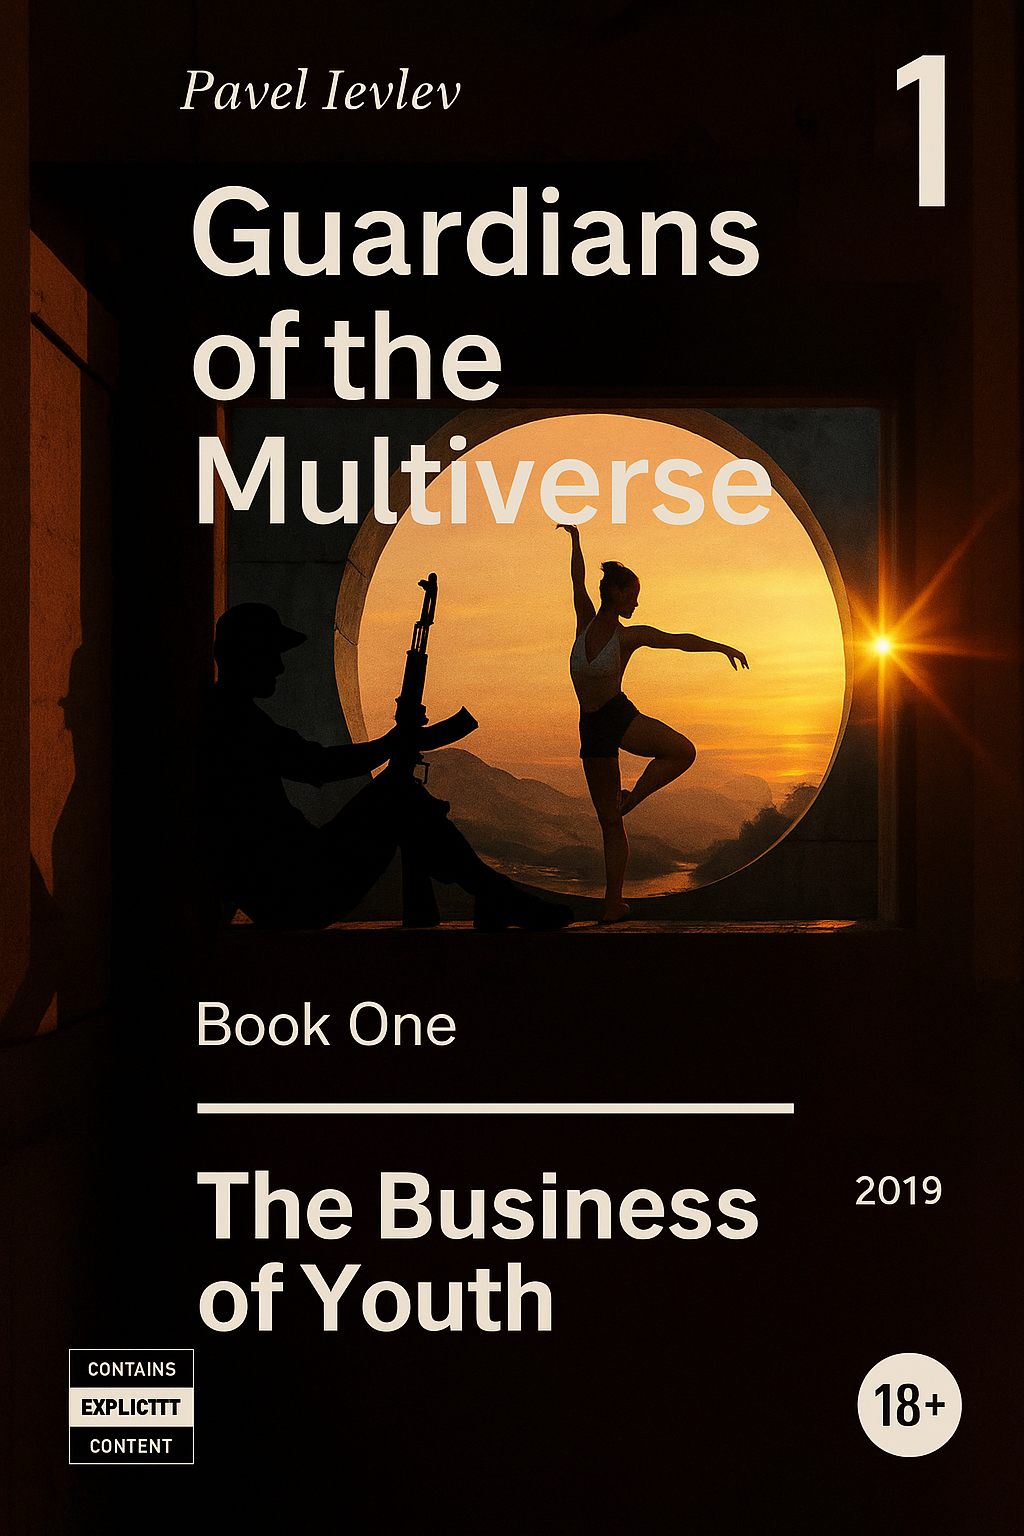 Pavel Ievlev
1
Guardians
of the
Multiverse
Book One
The Business
of Youth
2019
CONTAINS
EXPLICTTT
CONTENT
18+